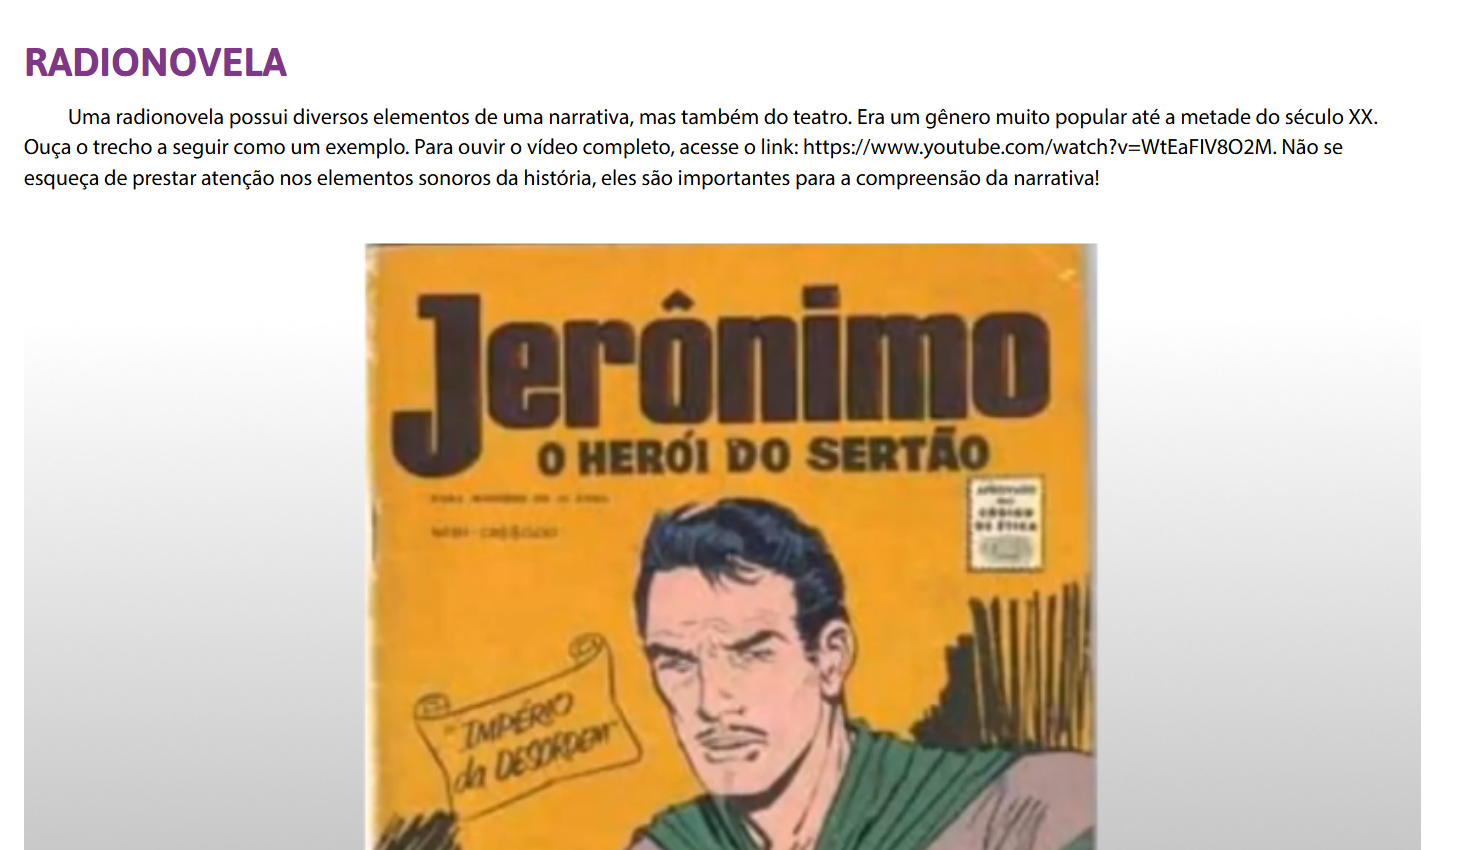 RADIONOVELA
Uma radionovela possui diversos elementos de uma narrativa, mas também do teatro. Era um gênero muito popular até a metade do século XX.
Ouça o trecho a seguir como um exemplo. Para ouvir o vídeo completo, acesse o link: https://www.youtube.com/watch?v=WtEaFIV8O2M. Não se
esqueça de prestar atenção nos elementos sonoros da história, eles são importantes para a compreensão da narrativa!
Jerônimo
O HERÓI DO SERTÃO
CÓDIGO
DE ÉTICA
"IMPÉRIO
da DESORDEM"